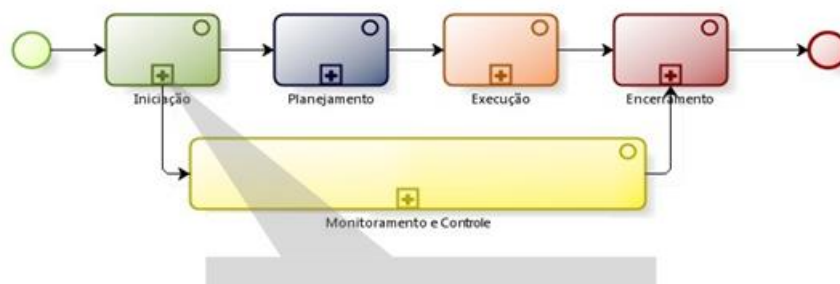 Iniciação
Planejamento
Execução
Encerramento
Monitoramento e Controle